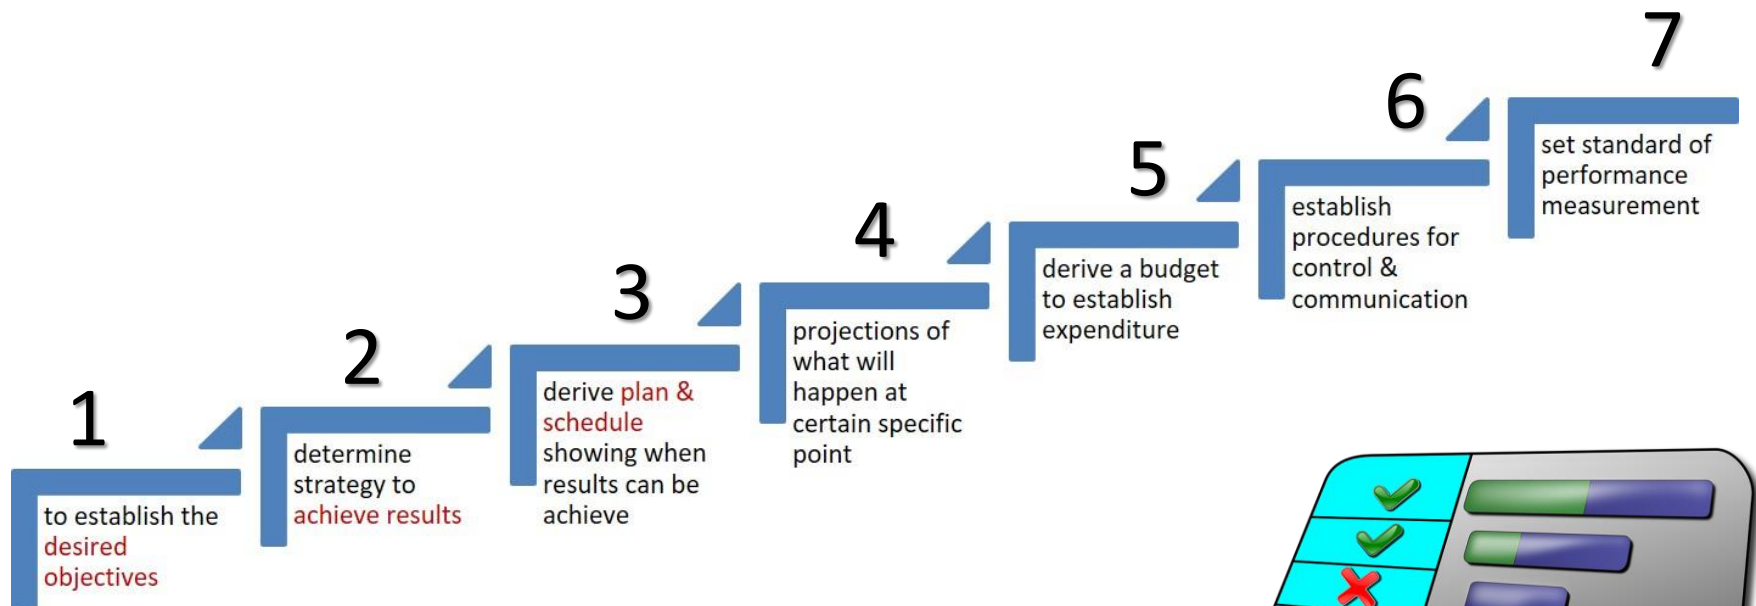 1
to establish the
desired
objectives
2
determine
strategy to
achieve results
3
derive plan &
schedule
showing when
results can be
achieve
4
projections of
what will
happen at
certain specific
point
5
derive a budget
to establish
expenditure
6
establish
procedures for
control &
communication
7
set standard of
performance
measurement